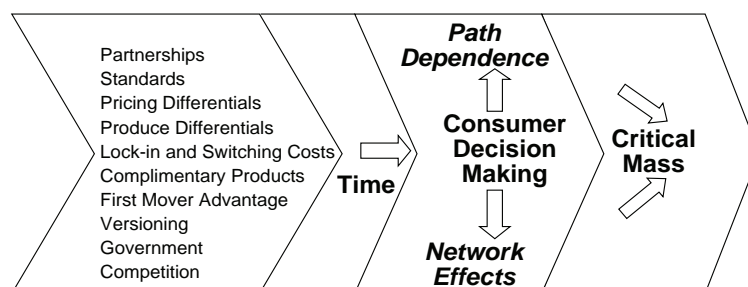 Partnerships
Standards
Pricing Differentials
Produce Differentials
Lock-in and Switching Costs
Complimentary Products
First Mover Advantage
Versioning
Government
Competition
Time
Path
Dependence
Consumer
Decision
Making
Network
Effects
Critical
Mass